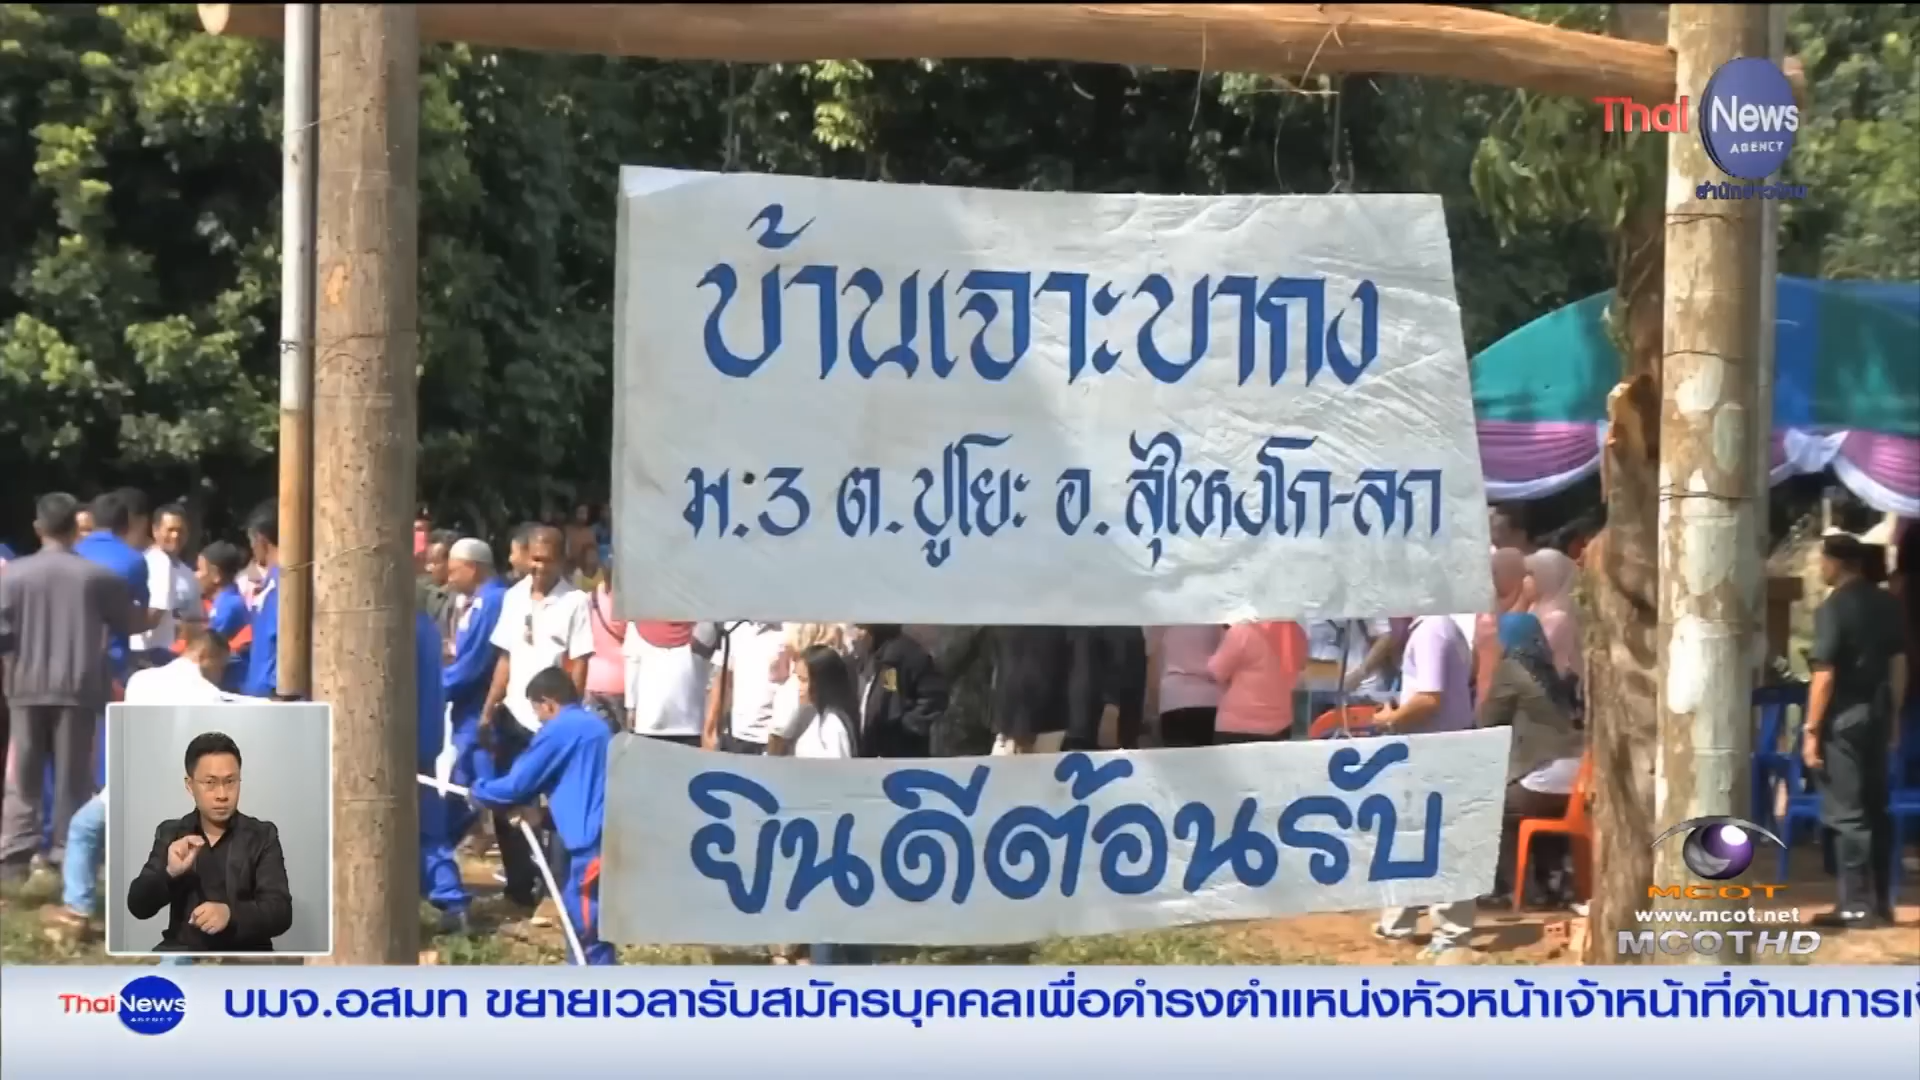 Thai News
AGENCY
สำนักข่าวไทย
บ้านเจาะบากง
ม.3 ต.ปูโยะ อ.สุไหงโก-ลก
ยินดีต้อนรับ
MCOT
www.mcot.net
MCOT HD
Thai News
AGENCY
บมจ.อสมท ขยายเวลารับสมัครบุคคลเพื่อดำรงตำแหน่งหัวหน้าเจ้าหน้าที่ด้านการเ